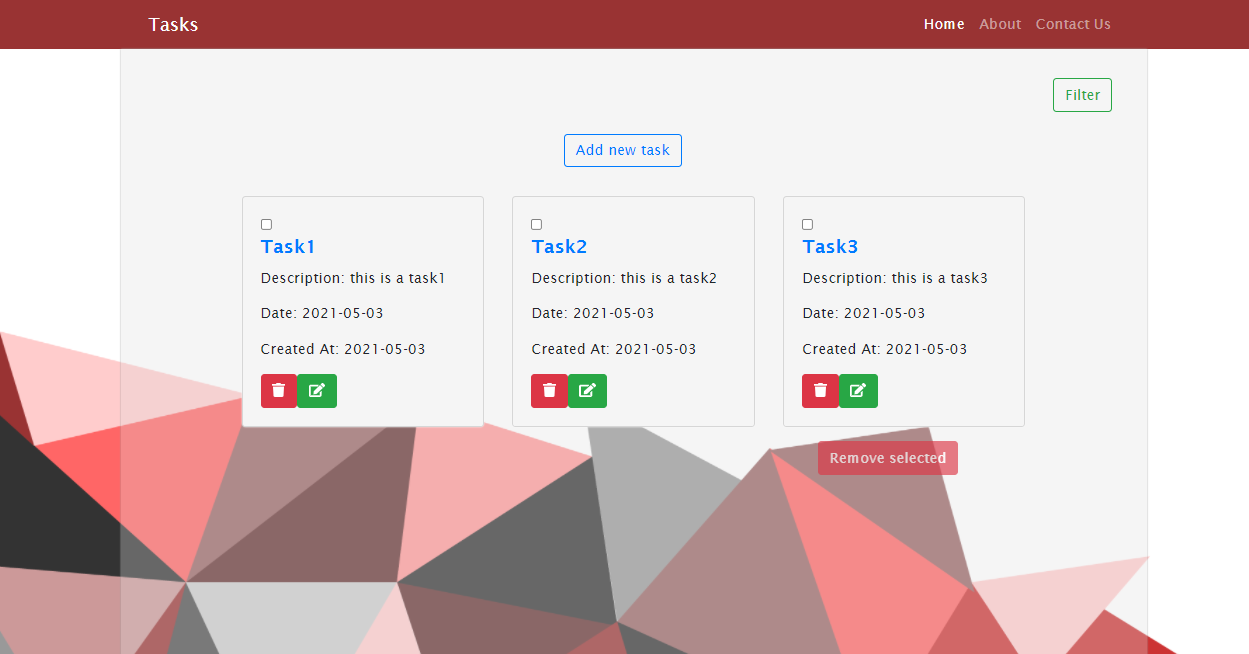 Tasks
Home About Contact Us
Filter
Add new task
Task1
Description: this is a task1
Date: 2021-05-03
Created At: 2021-05-03
Task2
Description: this is a task2
Date: 2021-05-03
Created At: 2021-05-03
Task3
Description: this is a task3
Date: 2021-05-03
Created At: 2021-05-03
Remove selected